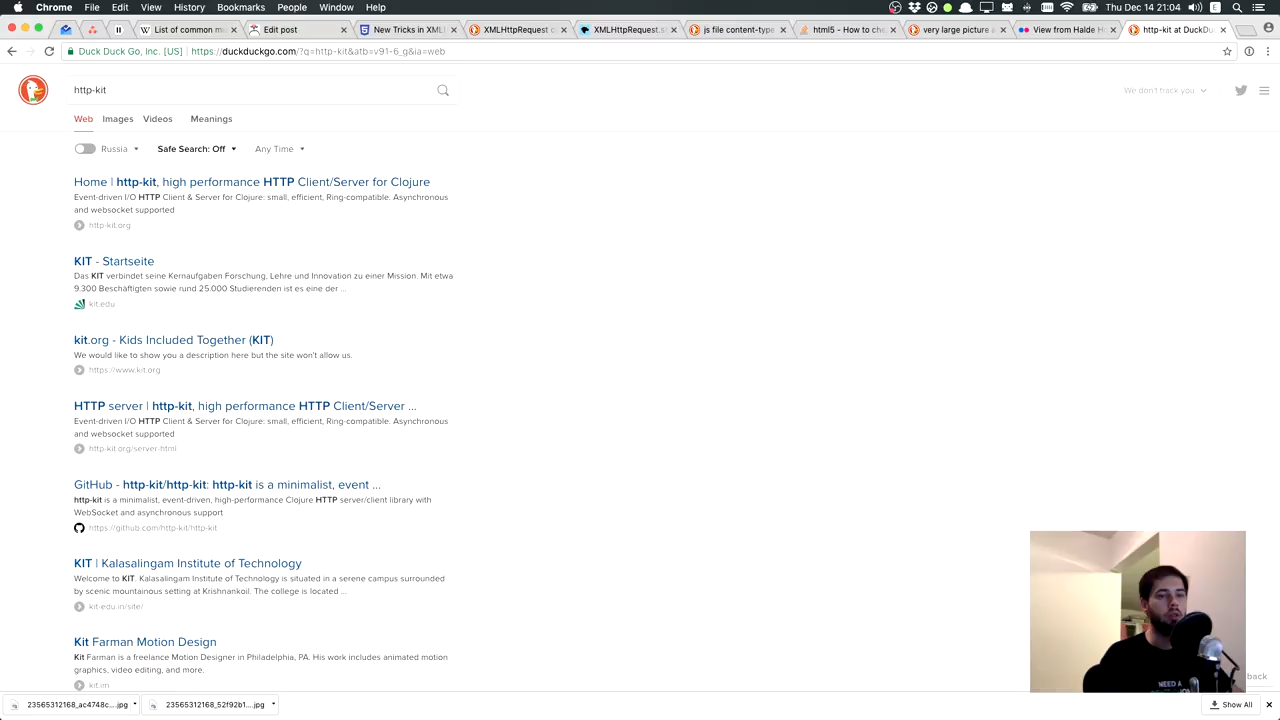 Chrome File Edit View History Bookmarks People Window Help
Thu Dec 14 21:04
List of common mi
Edit post
New Tricks in XML
XMLHttpRequest
XMLHttpRequest.
js file content-type
html5 - How to che
very large picture
View from Halde H
http-kit at DuckDu
Duck Duck Go, Inc. [US] | https://duckduckgo.com/?q=http-kit&atb=v91-6_g&ia=web
http-kit
We don't track you
Web Images Videos Meanings
Russia Safe Search: Off Any Time
Home | http-kit, high performance HTTP Client/Server for Clojure
Event-driven I/O HTTP Client & Server for Clojure: small, efficient, Ring-compatible. Asynchronous
and websocket supported
http-kit.org
KIT - Startseite
Das KIT verbindet seine Kernaufgaben Forschung, Lehre und Innovation zu einer Mission. Mit etwa
9.300 Beschäftigten sowie rund 25.000 Studierenden ist es eine der ...
kit.edu
kit.org - Kids Included Together (KIT)
We would like to show you a description here but the site won't allow us.
https://www.kit.org
HTTP server | http-kit, high performance HTTP Client/Server ...
Event-driven I/O HTTP Client & Server for Clojure: small, efficient, Ring-compatible. Asynchronous
and websocket supported
http-kit.org/server-html
GitHub - http-kit/http-kit: http-kit is a minimalist, event ...
http-kit is a minimalist, event-driven, high-performance Clojure HTTP server/client library with
WebSocket and asynchronous support
https://github.com/http-kit/http-kit
KIT | Kalasalingam Institute of Technology
Welcome to KIT. Kalasalingam Institute of Technology is situated in a serene campus surrounded
by scenic mountainous setting at Krishnankoil. The college is located ...
kit-edu.in/site/
Kit Farman Motion Design
Kit Farman is a freelance Motion Designer in Philadelphia, PA. His work includes animated motion
graphics, video editing, and more.
kit.im
NEED A
back
23565312168_ac4748c....jpg
23565312168_52f92b1....jpg
Show All